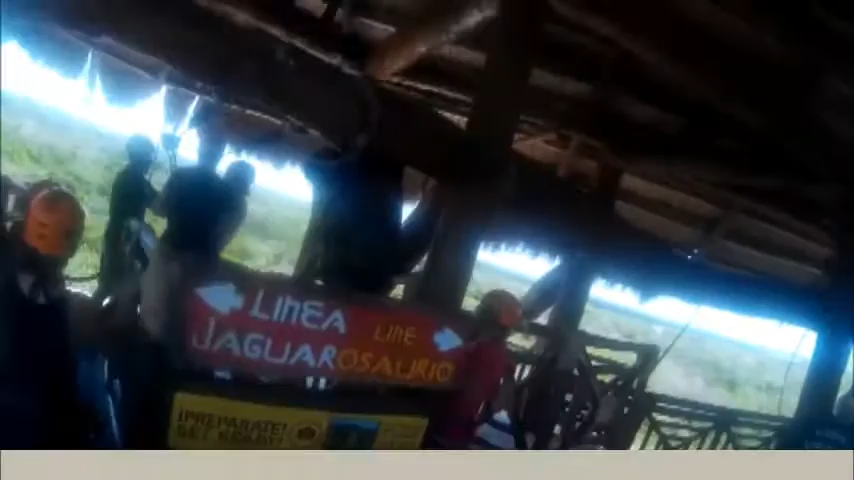 LINEA LINE
JAGUAROSAURIO
¡PREPARATE!
GET READY!